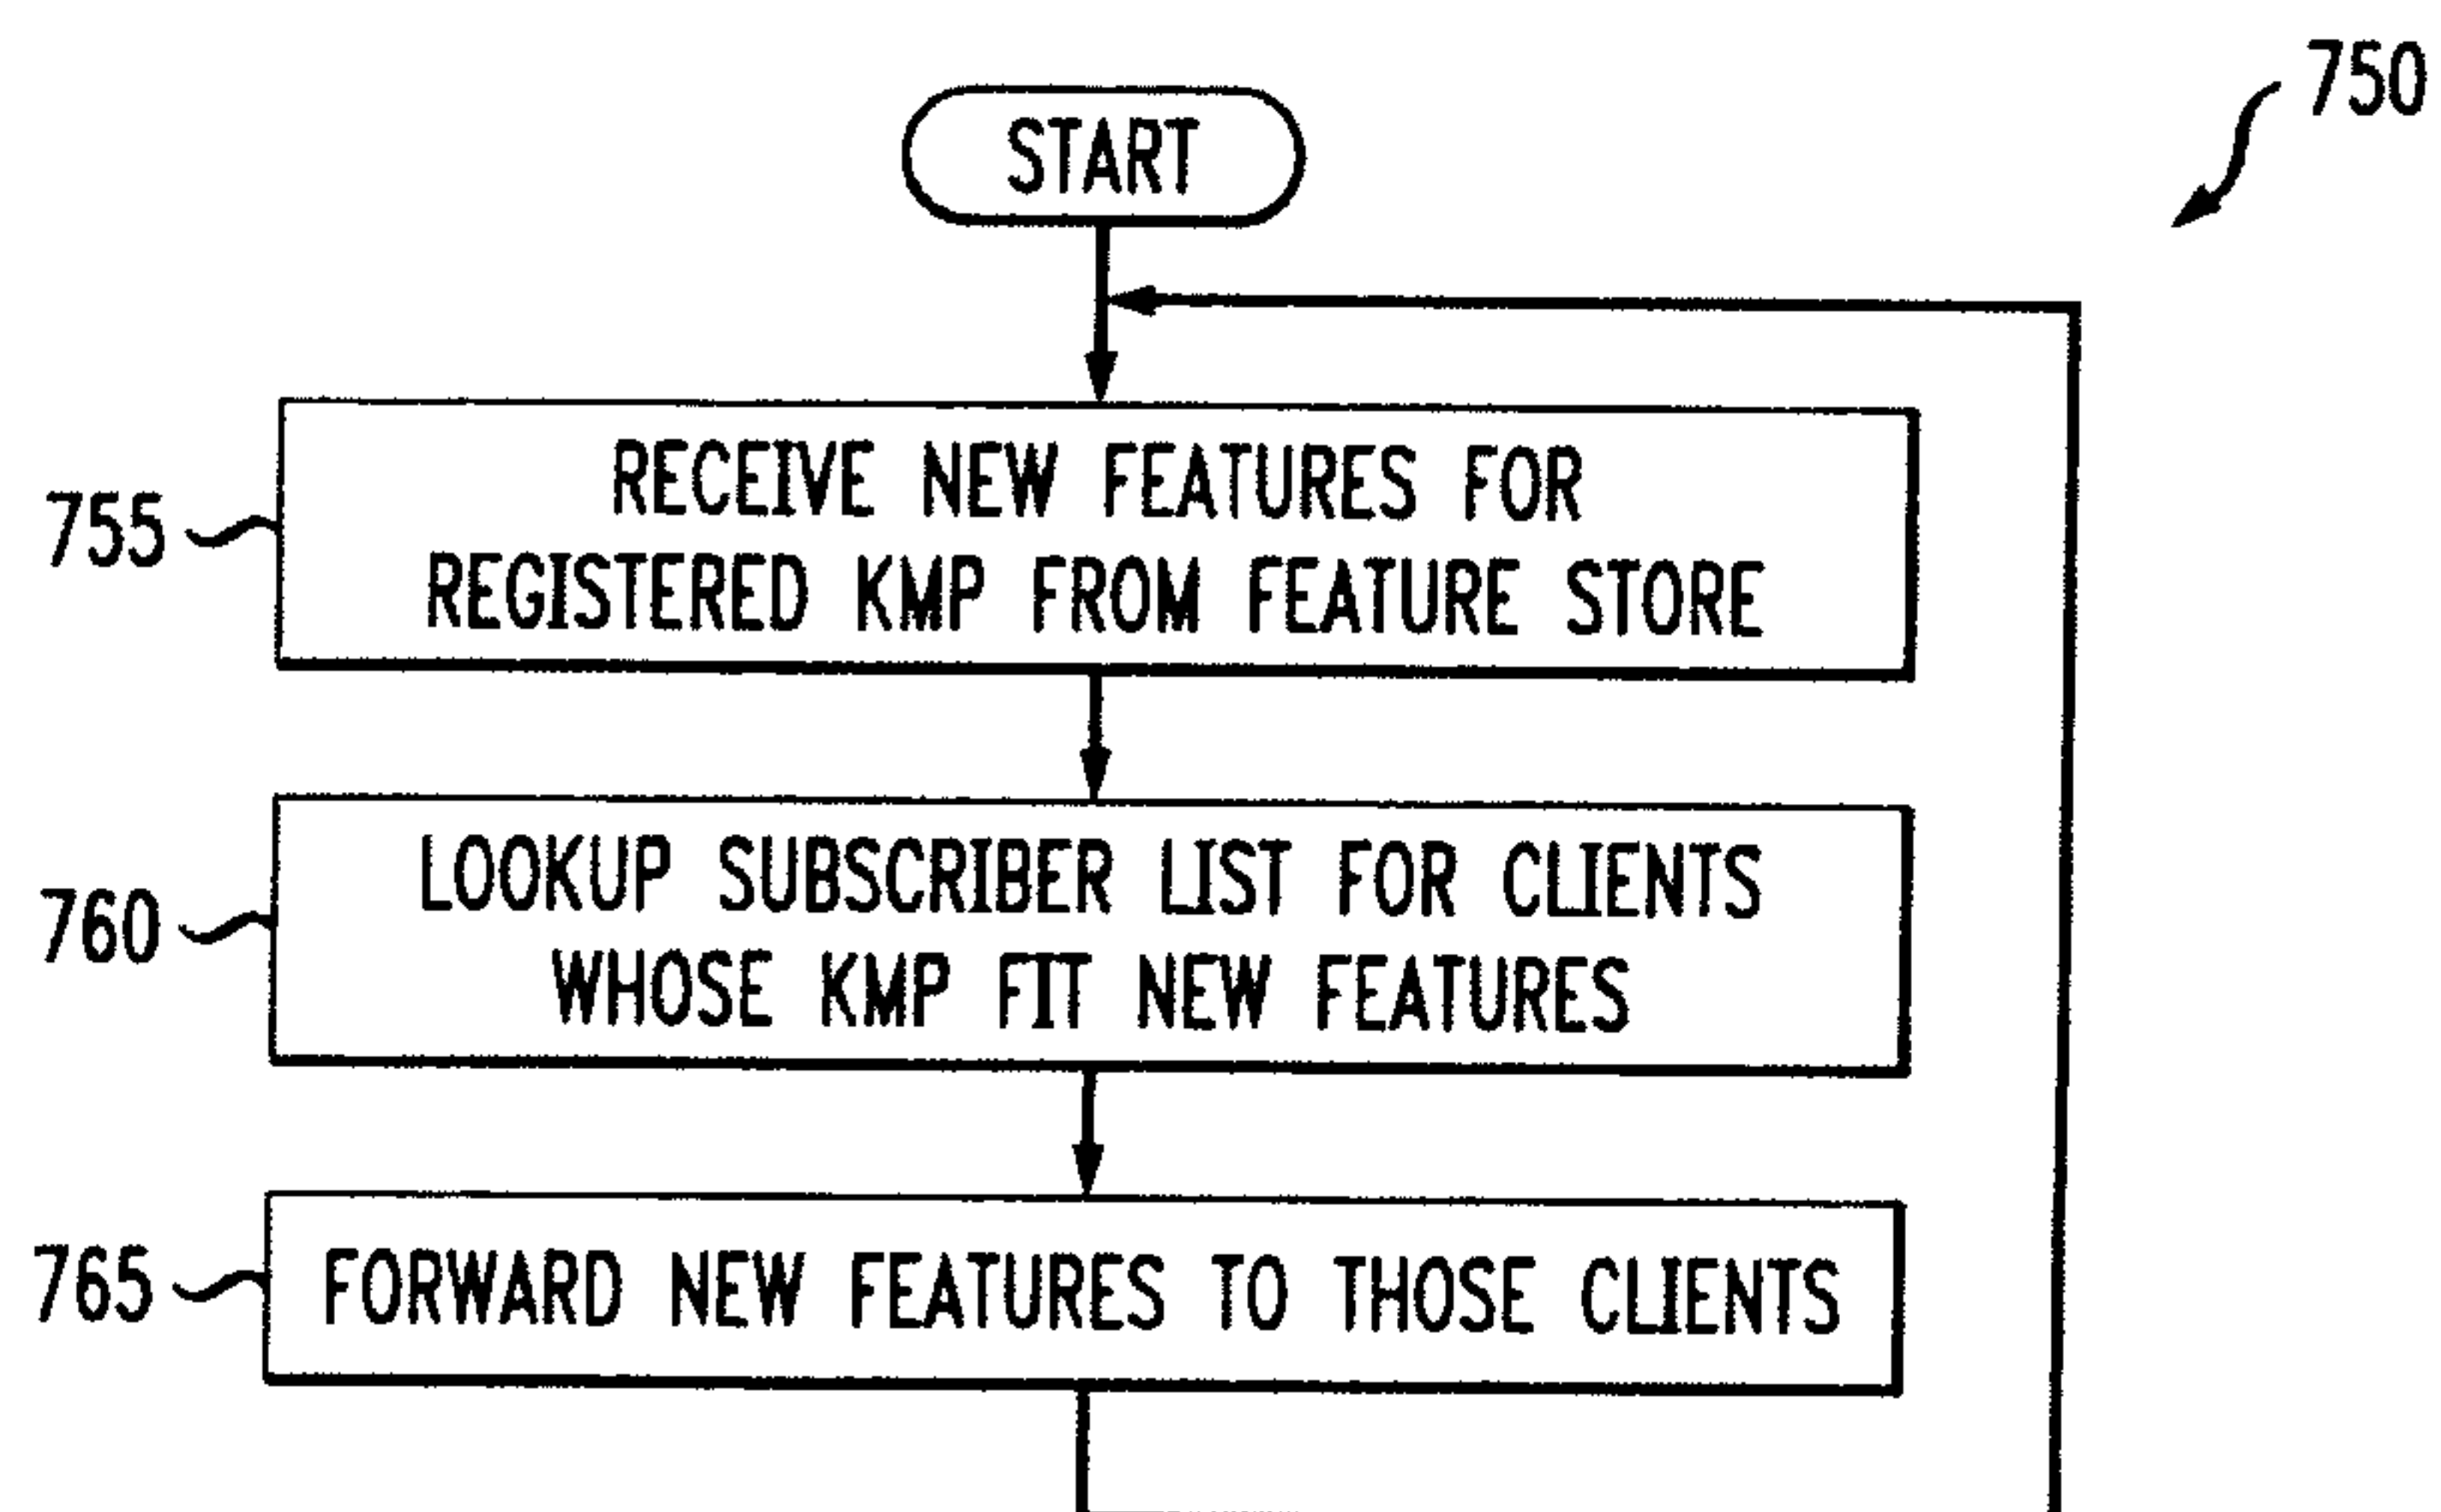 750
START
755
RECEIVE NEW FEATURES FOR
REGISTERED KMP FROM FEATURE STORE
760
LOOKUP SUBSCRIBER LIST FOR CLIENTS
WHOSE KMP FIT NEW FEATURES
765
FORWARD NEW FEATURES TO THOSE CLIENTS